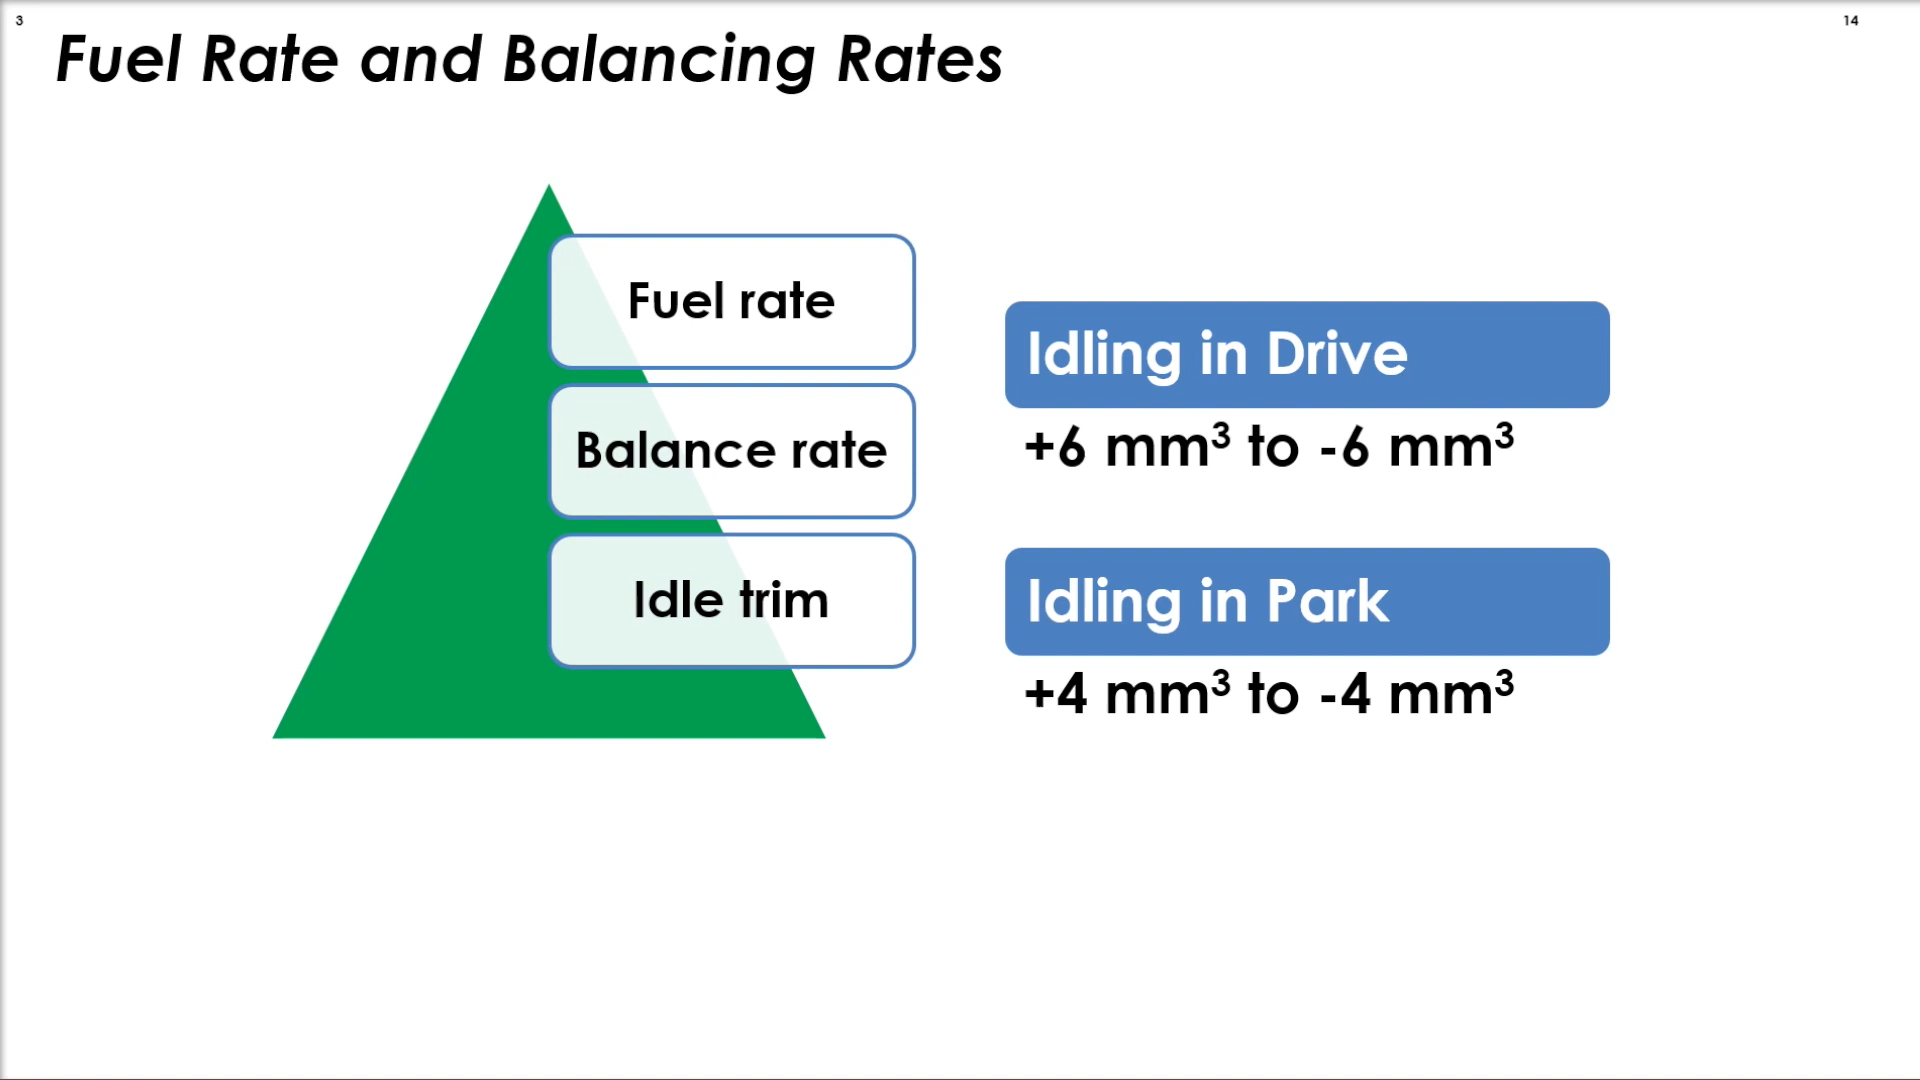 3
14
Fuel Rate and Balancing Rates
Fuel rate
Balance rate
Idle trim
Idling in Drive
+6 mm³ to -6 mm³
Idling in Park
+4 mm³ to -4 mm³